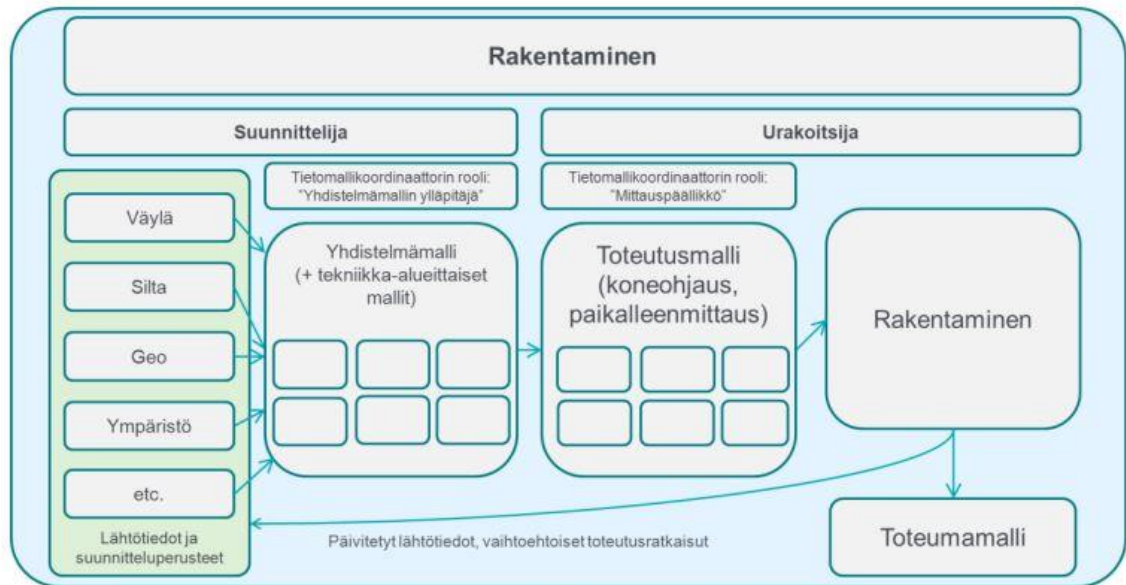 Rakentaminen
Suunnittelija
Urakoitsija
Tietomallikoordinaattorin rooli:
"Yhdistelmämallin ylläpitäjä"
Tietomallikoordinaattorin rooli:
"Mittauspäällikkö"
Väylä
Silta
Geo
Ympäristö
etc.
Lähtötiedot ja
suunnitteluperusteet
Yhdistelmämalli
(+ tekniikka-alueittaiset
mallit)
Toteutusmalli
(koneohjaus,
paikalleenmittaus)
Rakentaminen
Päivitetyt lähtötiedot, vaihtoehtoiset toteutusratkaisut
Toteumamalli